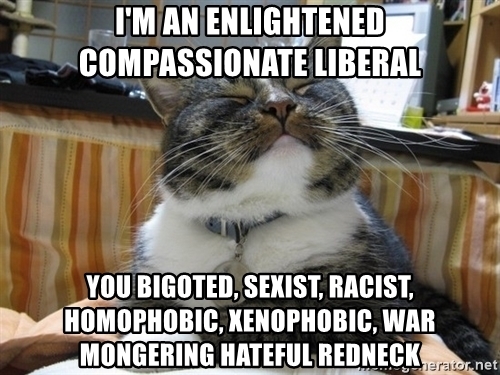 I'M AN ENLIGHTENED
COMPASSIONATE LIBERAL
YOU BIGOTED, SEXIST, RACIST,
HOMOPHOBIC, XENOPHOBIC, WAR
MONGERING HATEFUL REDNECK